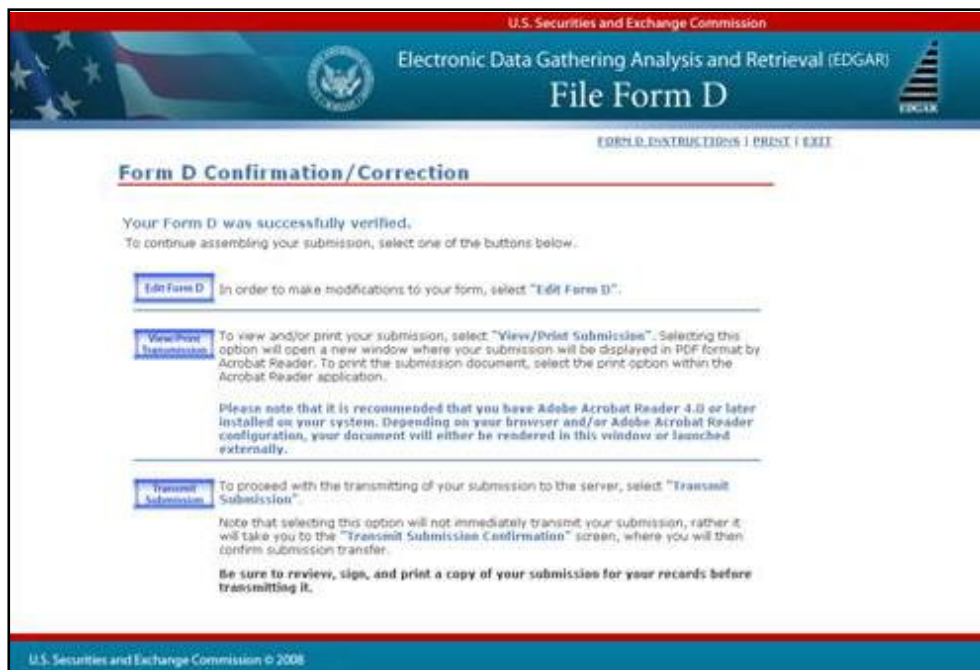 U.S. Securities and Exchange Commission
Electronic Data Gathering Analysis and Retrieval (EDGAR)
File Form D
EDGAR
FORM D INSTRUCTIONS | PRINT | EXIT
Form D Confirmation/Correction
Your Form D was successfully verified.
To continue assembling your submission, select one of the buttons below.
Edit Form D
In order to make modifications to your form, select "Edit Form D".
View/Print
Transmission
To view and/or print your submission, select "View/Print Submission". Selecting this
option will open a new window where your submission will be displayed in PDF format by
Acrobat Reader. To print the submission document, select the print option within the
Acrobat Reader application.
Please note that it is recommended that you have Adobe Acrobat Reader 4.0 or later
installed on your system. Depending on your browser and/or Adobe Acrobat Reader
configuration, your document will either be rendered in this window or launched
externally.
Transmit
Submission
To proceed with the transmitting of your submission to the server, select "Transmit
Submission".
Note that selecting this option will not immediately transmit your submission, rather it
will take you to the "Transmit Submission Confirmation" screen, where you will then
confirm submission transfer.
Be sure to review, sign, and print a copy of your submission for your records before
transmitting it.
U.S. Securities and Exchange Commission © 2008